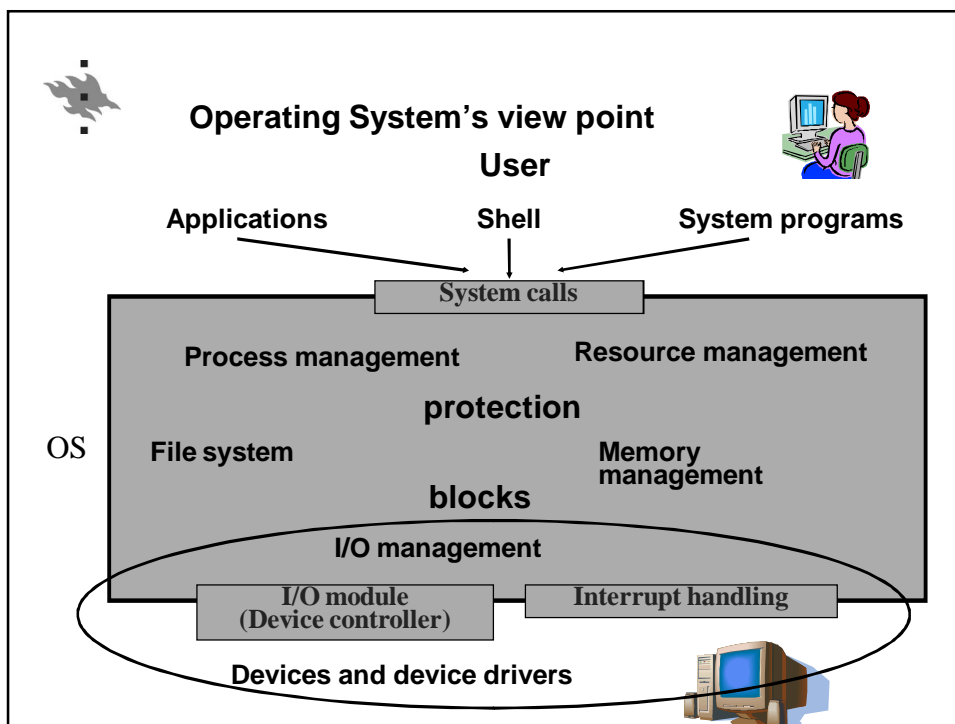 Operating System’s view point
User
Applications Shell System programs
System calls
Process management Resource management
protection
OS File system Memory
management
blocks
I/O management
I/O module
(Device controller)
Interrupt handling
Devices and device drivers